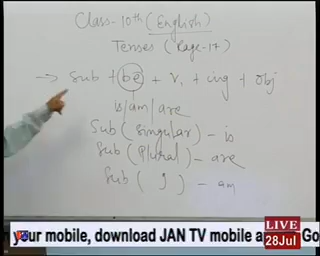 Class-10th (English)
Tenses (Page-17)
→ Sub + be + v₁ + ing + obj
is/am/are
Sub (Singular) - is
Sub (Plural) - are
Sub ( I ) - am
LIVE
28Jul
your mobile, download JAN TV mobile ap Go